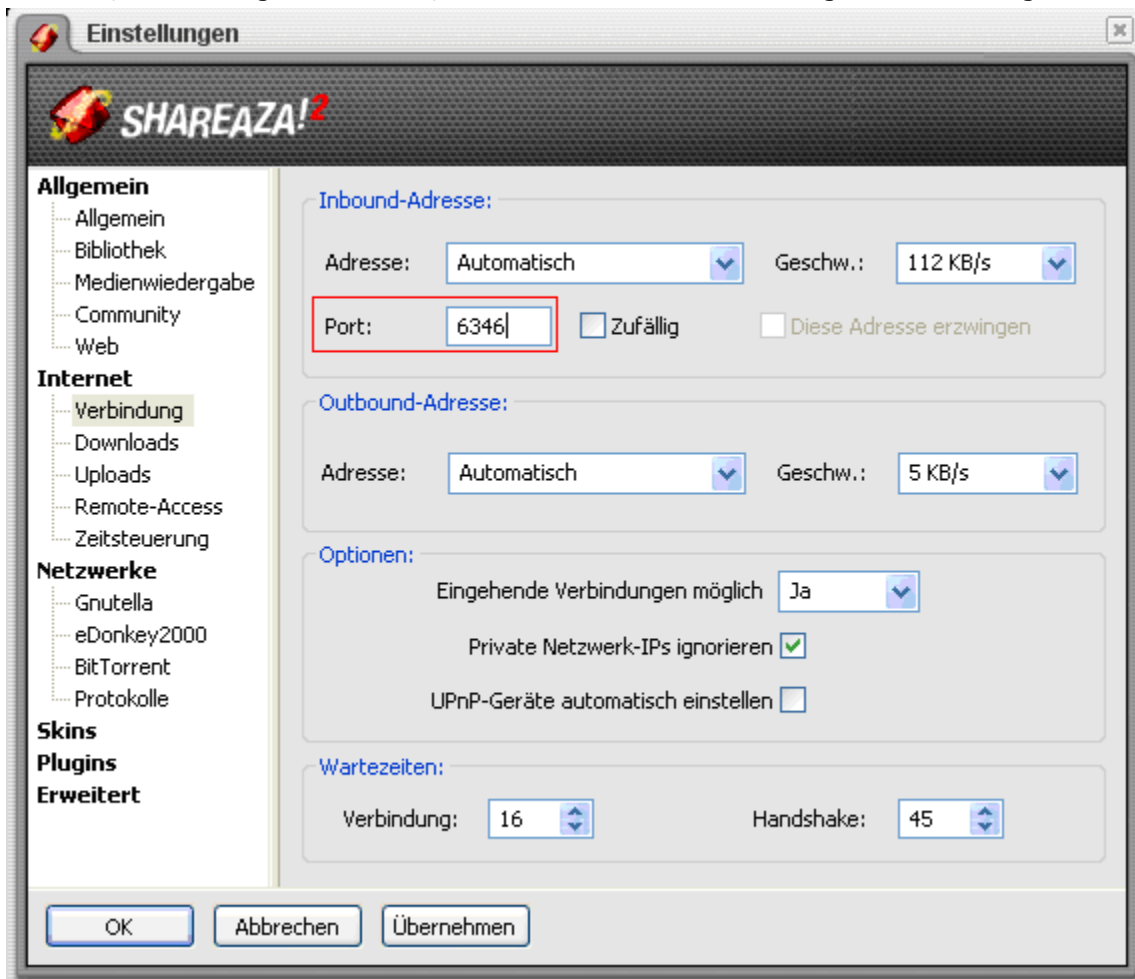 Einstellungen
SHAREAZA!2
Allgemein
Allgemein
Bibliothek
Medienwiedergabe
Community
Web
Internet
Verbindung
Downloads
Uploads
Remote-Access
Zeitsteuerung
Netzwerke
Gnutella
eDonkey2000
BitTorrent
Protokolle
Skins
Plugins
Erweitert
Inbound-Adresse:
Adresse: Automatisch Geschw.: 112 KB/s
Port: 6346 Zufällig Diese Adresse erzwingen
Outbound-Adresse:
Adresse: Automatisch Geschw.: 5 KB/s
Optionen:
Eingehende Verbindungen möglich Ja
Private Netzwerk-IPs ignorieren
UPnP-Geräte automatisch einstellen
Wartezeiten:
Verbindung: 16 Handshake: 45
OK Abbrechen Übernehmen